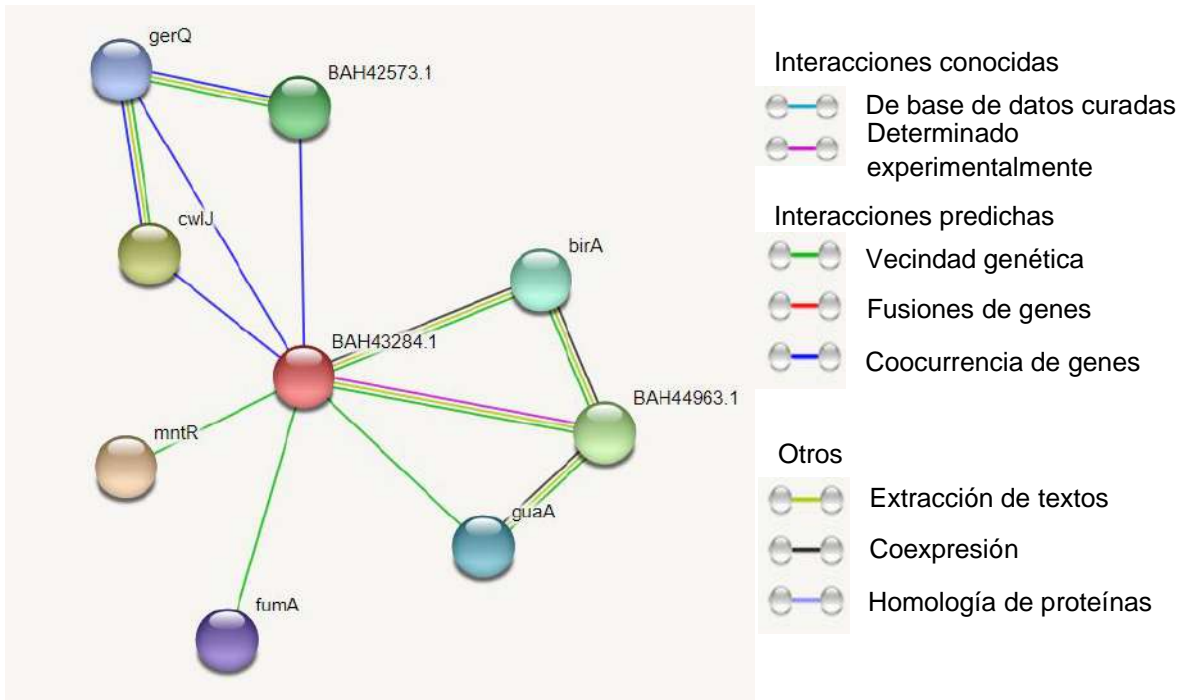 gerQ
BAH42573.1
cwlJ
birA
BAH43284.1
BAH44963.1
mntR
guaA
fumA
Interacciones conocidas
De base de datos curadas
Determinado
experimentalmente
Interacciones predichas
Vecindad genética
Fusiones de genes
Coocurrencia de genes
Otros
Extracción de textos
Coexpresión
Homología de proteínas